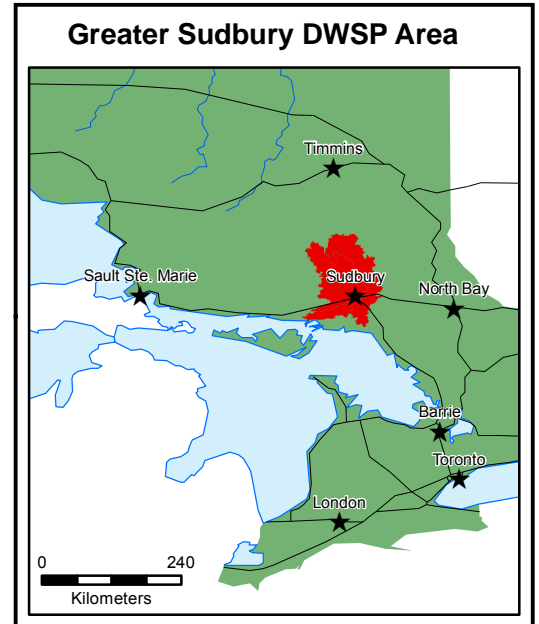 Greater Sudbury DWSP Area
Timmins
Sault Ste. Marie
Sudbury
North Bay
Barrie
Toronto
London
0 240
Kilometers